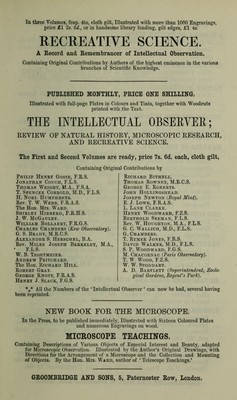 In three Volumes, fcap. 4to, cloth gilt, Illustrated with more than 1000 Engravings,
price £1 2s. 6d., or in handsome library binding, gilt edges, £1 4s.
RECREATIVE SCIENCE.
A Record and Remembrancer of Intellectual Observation.
Containing Original Contributions by Authors of the highest eminence in the various
branches of Scientific Knowledge.
PUBLISHED MONTHLY, PRICE ONE SHILLING.
Illustrated with full-page Plates in Colours and Tints, together with Woodcuts
printed with the Text.
THE INTELLECTUAL OBSERVER;
REVIEW OF NATURAL HISTORY, MICROSCOPIC RESEARCH,
AND RECREATIVE SCIENCE.
The First and Second Volumes are ready, price 7s. 6d. each, cloth gilt,
Containing Original Contributions by
PHILIP HENRY GOSSE, F.R.S.
JONATHAN COUCH, F.L.S.
THOMAS WRIGHT, M.A., F.S.A.
T. SPENCER COBBOLD, M.D., F.L.S.
H. NOEL HUMPHREYS.
REV. T. W. WEBB, F.R.A.S.
THE HON. MRS. WARD.
SHIRLEY HIBBERD, F.R.H.S.
J. W. M'GAULEY.
WILLIAM BOLLAERT, F.R.G.S.
CHARLES CHAMBERS (Kew Observatory).
G. S. BRADY, M.R.C.S.
ALEXANDER S. HERSCHEL, B.A.
REV. MILES JOSEPH BERKELEY, M.A.,
F.L.S.
W. B. TEGETMEIER.
ANDREW PRITCHARD.
THE HON. RICHARD HILL.
ROBERT GRAY.
GEORGE KNOTT, F.R.A.S.
HENRY J. SLACK, F.G.S.
RICHARD BITHELL.
THOMAS ROWNEY, M.R.C.S.
GEORGE E. ROBERTS.
JOHN HOLLINGSHEAD.
JOSEPH NEWTON (Royal Mint).
E. J. LOWE, F.R.A.S.
L. LANE CLARKE.
HENRY WOODWARD, F.Z.S.
BERTHOLD SEEMAN, F.L.S.
REV. W. HOUGHTON, M.A., F.L.S.
G. C. WALLICH, M.D., F.L.S.
G. CHAMBERS.
T. RYMER JONES, F.R.S.
DAVID WALKER, M.D., F.L.S.
S. P. WOODWARD, F.G.S.
M. CHACORNAC (Paris Observatory).
T. W. WOOD, F.Z.S.
W. W. STODDART.
A. D. BARTLETT (Superintendent, Zoolo-
gical Gardens, Regent's Park).
*** All the Numbers of the "Intellectual Observer" can now be had, several having
been reprinted.
NEW BOOK FOR THE MICROSCOPE.
In the Press, to be published immediately, Illustrated with Sixteen Coloured Plates
and numerous Engravings on wood.
MICROSCOPE TEACHINGS.
Containing Descriptions of Various Objects of Especial Interest and Beauty, adapted
for Microscopic Observation. Illustrated by the Author's Original Drawings, with
Directions for the Arrangement of a Microscope and the Collection and Mounting
of Objects. By the HON. MRS. WARD, author of "Telescope Teachings."
GROOMBRIDGE AND SONS, 5, Paternoster Row, London.